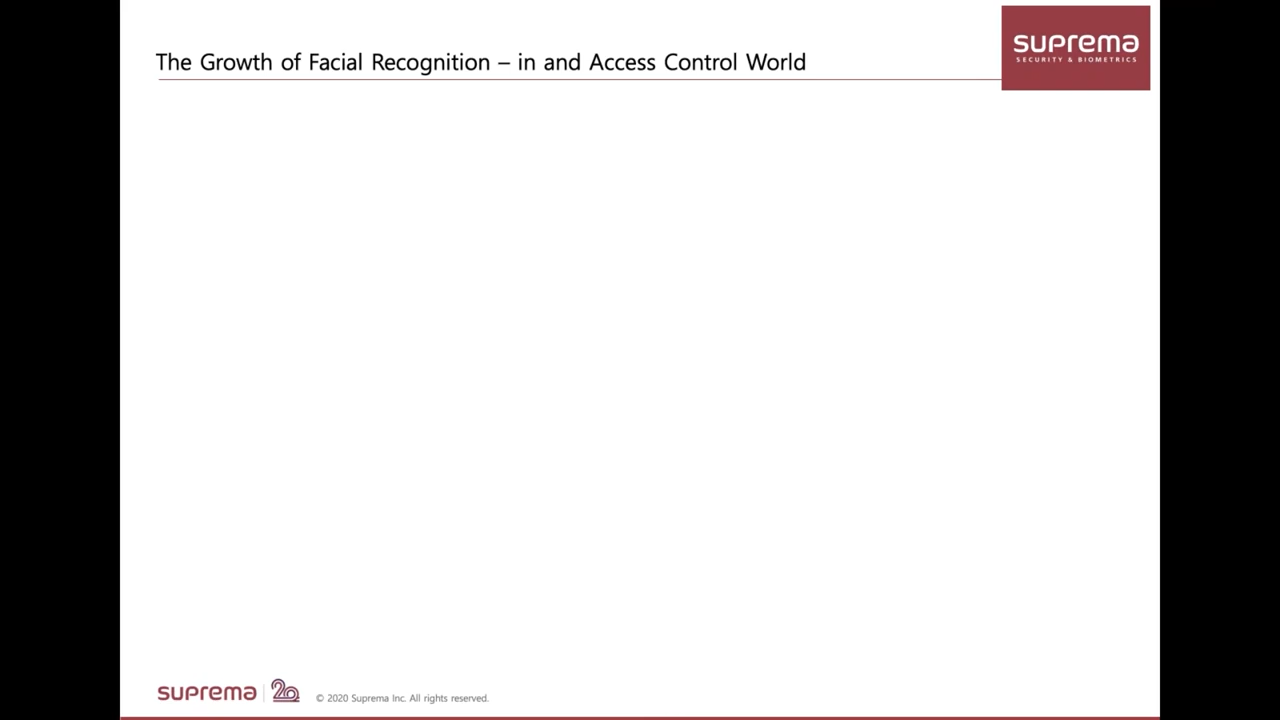 The Growth of Facial Recognition – in and Access Control World
suprema
SECURITY & BIOMETRICS
suprema 20 © 2020 Suprema Inc. All rights reserved.